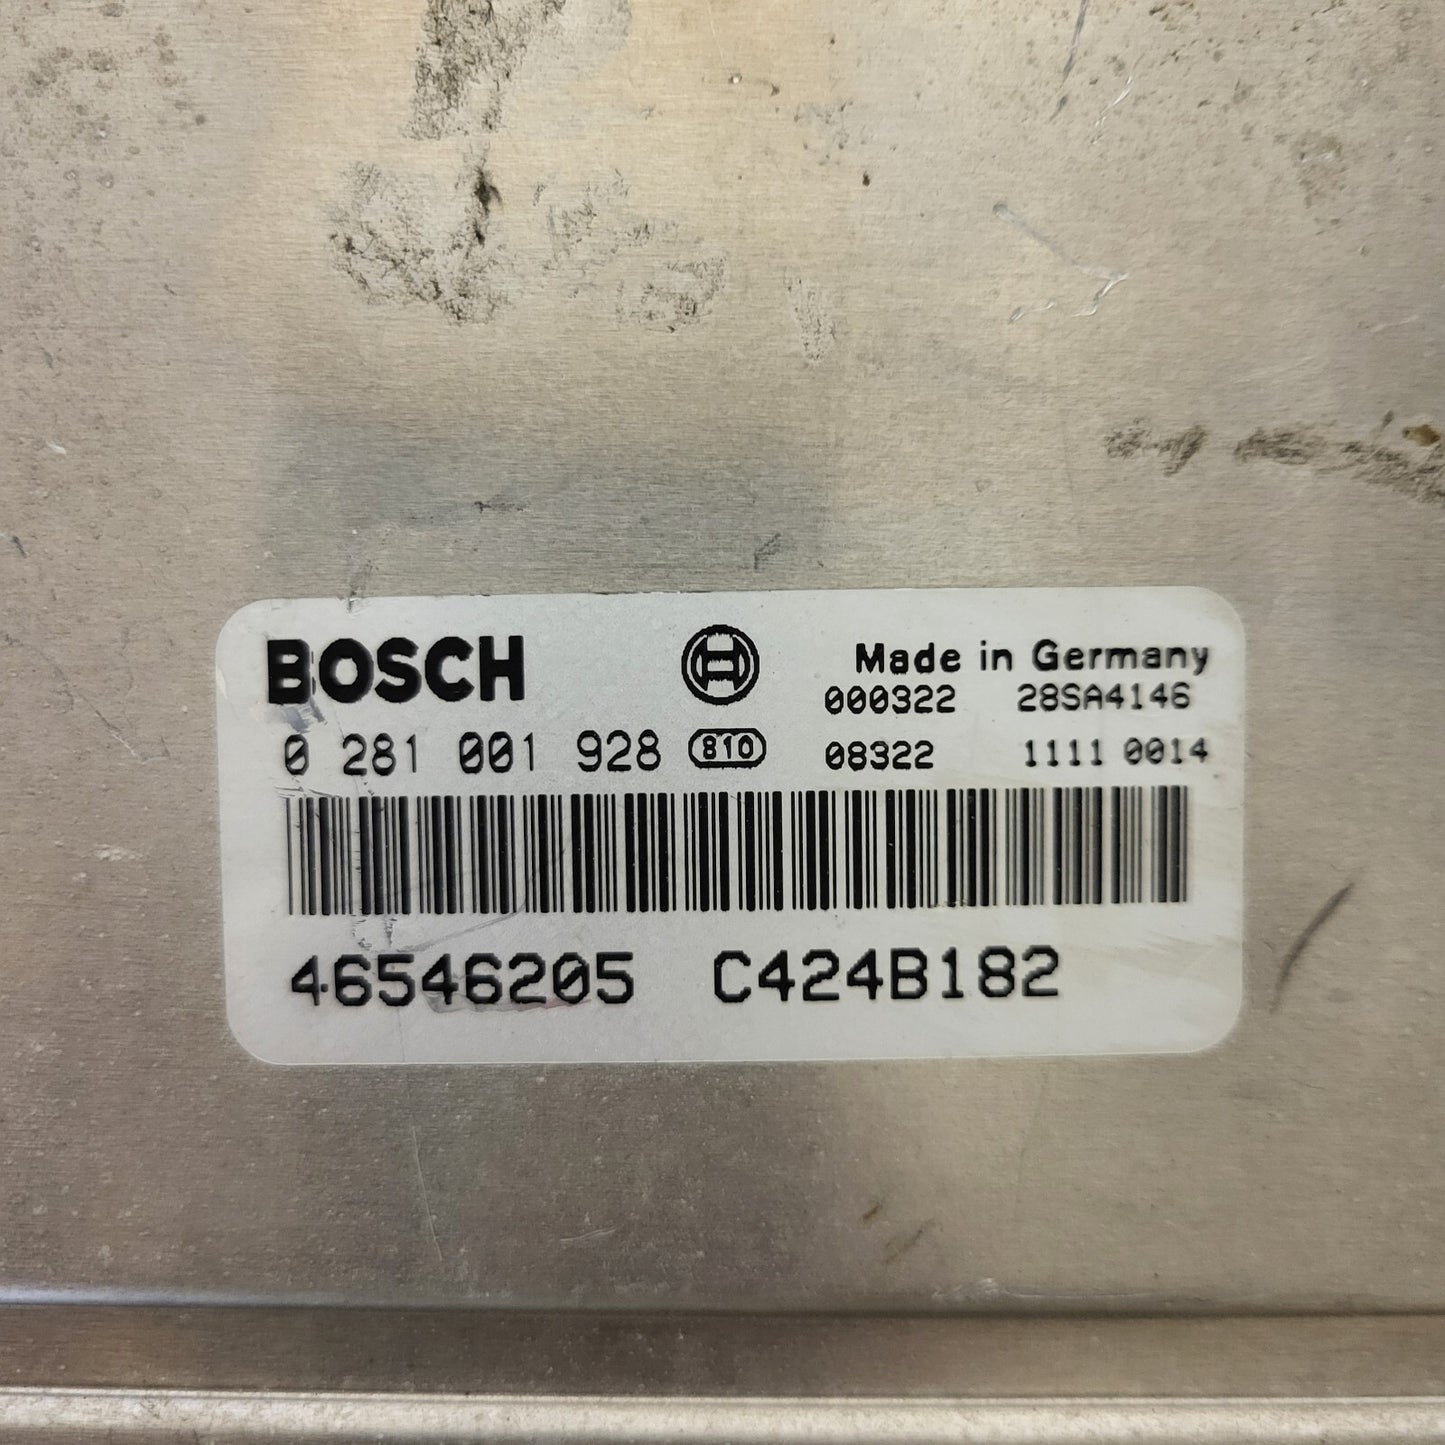 BOSCH Made in Germany
000322 28SA4146
0 281 001 928 810 08322 1111 0014
46546205 C424B182